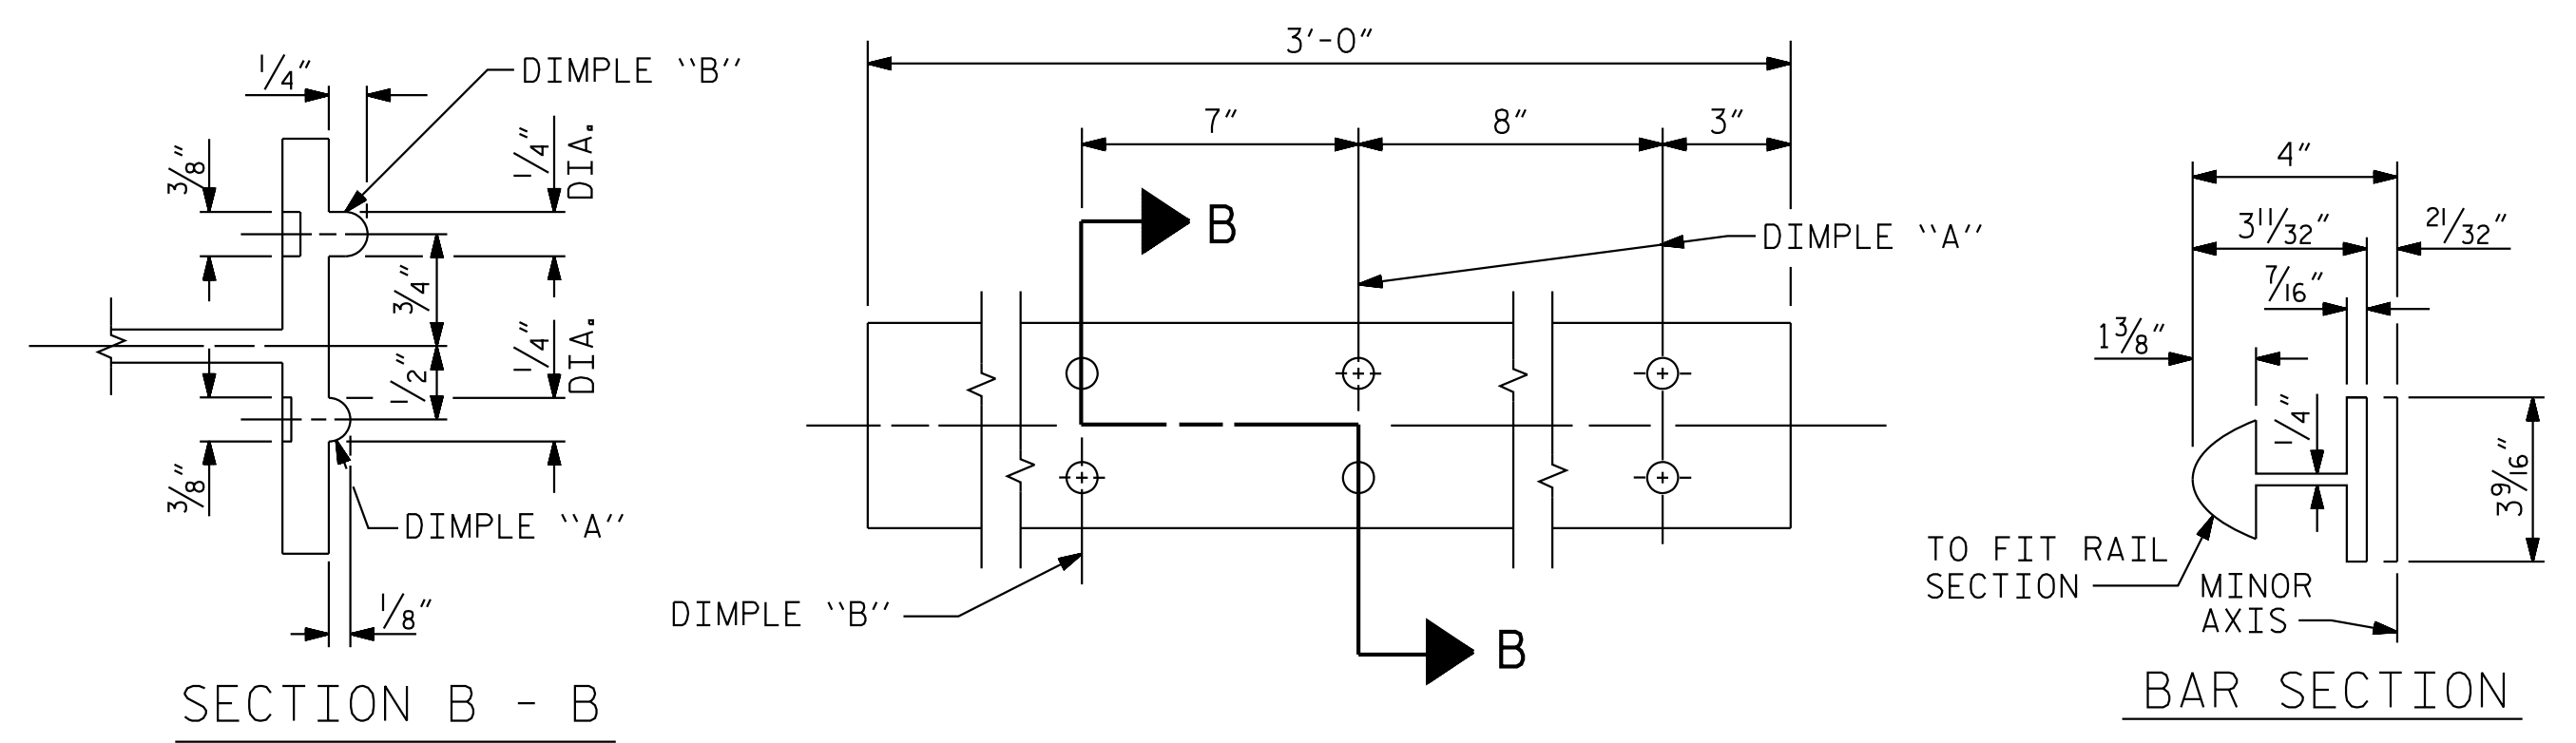 1/4"
DIMPLE "B"
3/8"
1/4"
DIA.
3/4"
1/4"
DIA.
1/2"
3/8"
DIMPLE "A"
1/8"
SECTION B - B
3'-0"
7"
8"
3"
B
DIMPLE "A"
DIMPLE "B"
B
4"
3 11/32"
21/32"
7/16"
1 3/8"
1/4"
3 9/16"
TO FIT RAIL
SECTION
MINOR
AXIS
BAR SECTION